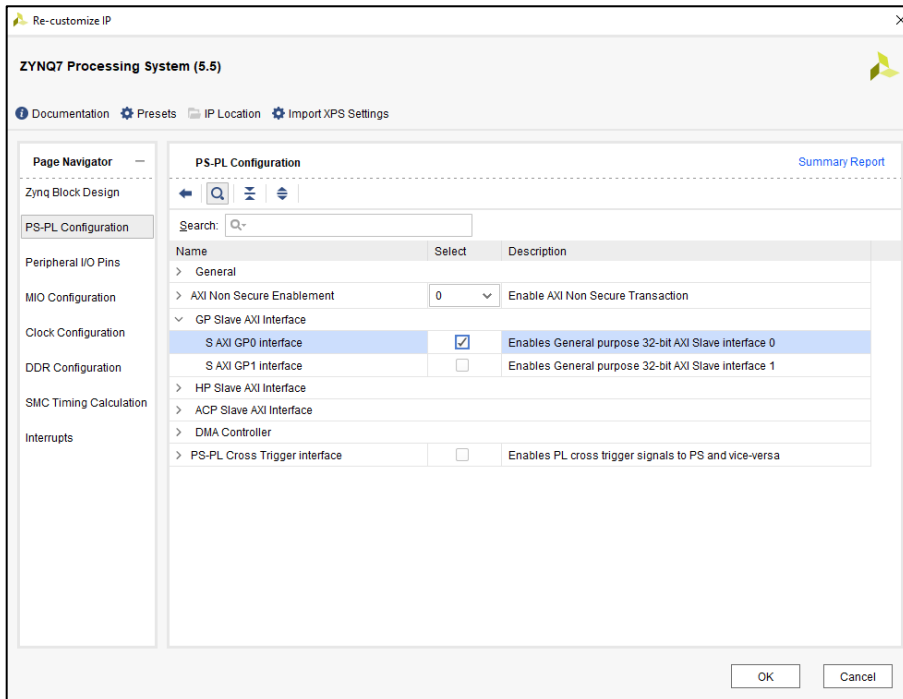 Re-customize IP
ZYNQ7 Processing System (5.5)
Documentation Presets IP Location Import XPS Settings
Page Navigator
Zynq Block Design
PS-PL Configuration
Peripheral I/O Pins
MIO Configuration
Clock Configuration
DDR Configuration
SMC Timing Calculation
Interrupts
PS-PL Configuration Summary Report
Search:
Name Select Description
General
AXI Non Secure Enablement 0 Enable AXI Non Secure Transaction
GP Slave AXI Interface
S AXI GP0 interface Enables General purpose 32-bit AXI Slave interface 0
S AXI GP1 interface Enables General purpose 32-bit AXI Slave interface 1
HP Slave AXI Interface
ACP Slave AXI Interface
DMA Controller
PS-PL Cross Trigger interface Enables PL cross trigger signals to PS and vice-versa
OK Cancel